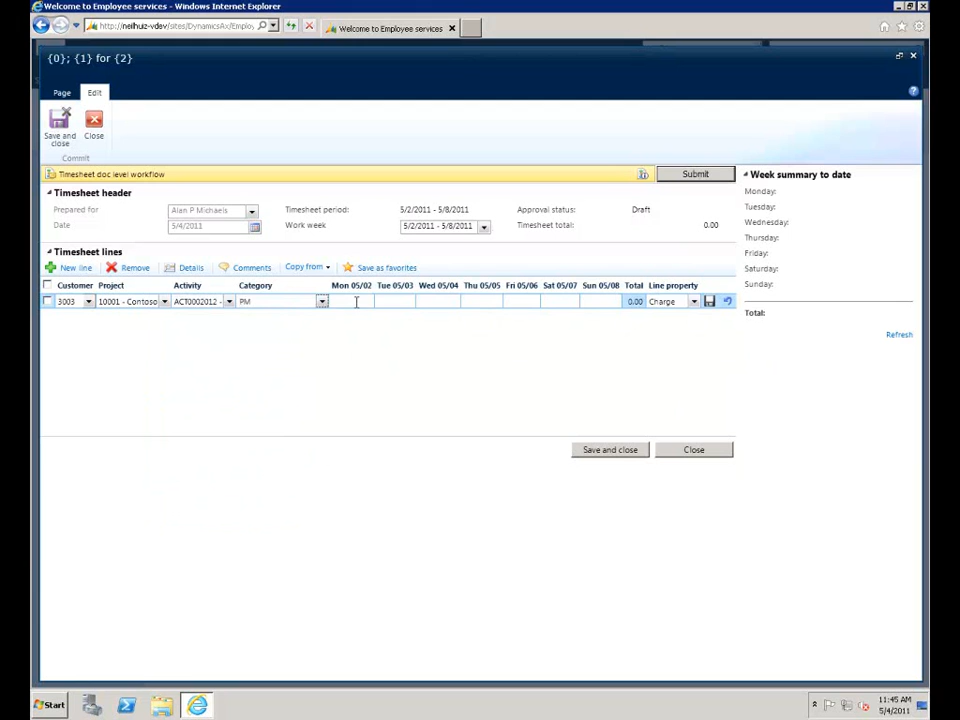 Welcome to Employee services - Windows Internet Explorer
http://neilhuiz-vdev/sites/DynamicsAx/Employ
Welcome to Employee services
{0}; {1} for {2}
Page Edit
Save and close
Close
Commit
Timesheet doc level workflow
Submit
Timesheet header
Prepared for Alan P Michaels Timesheet period: 5/2/2011 - 5/8/2011 Approval status: Draft
Date 5/4/2011 Work week 5/2/2011 - 5/8/2011 Timesheet total: 0.00
Timesheet lines
New line Remove Details Comments Copy from Save as favorites
Customer Project Activity Category Mon 05/02 Tue 05/03 Wed 05/04 Thu 05/05 Fri 05/06 Sat 05/07 Sun 05/08 Total Line property
3003 10001 - Contoso ACT0002012 - PM 0.00 Charge
Save and close Close
Week summary to date
Monday:
Tuesday:
Wednesday:
Thursday:
Friday:
Saturday:
Sunday:
Total:
Refresh
Start
11:45 AM
5/4/2011